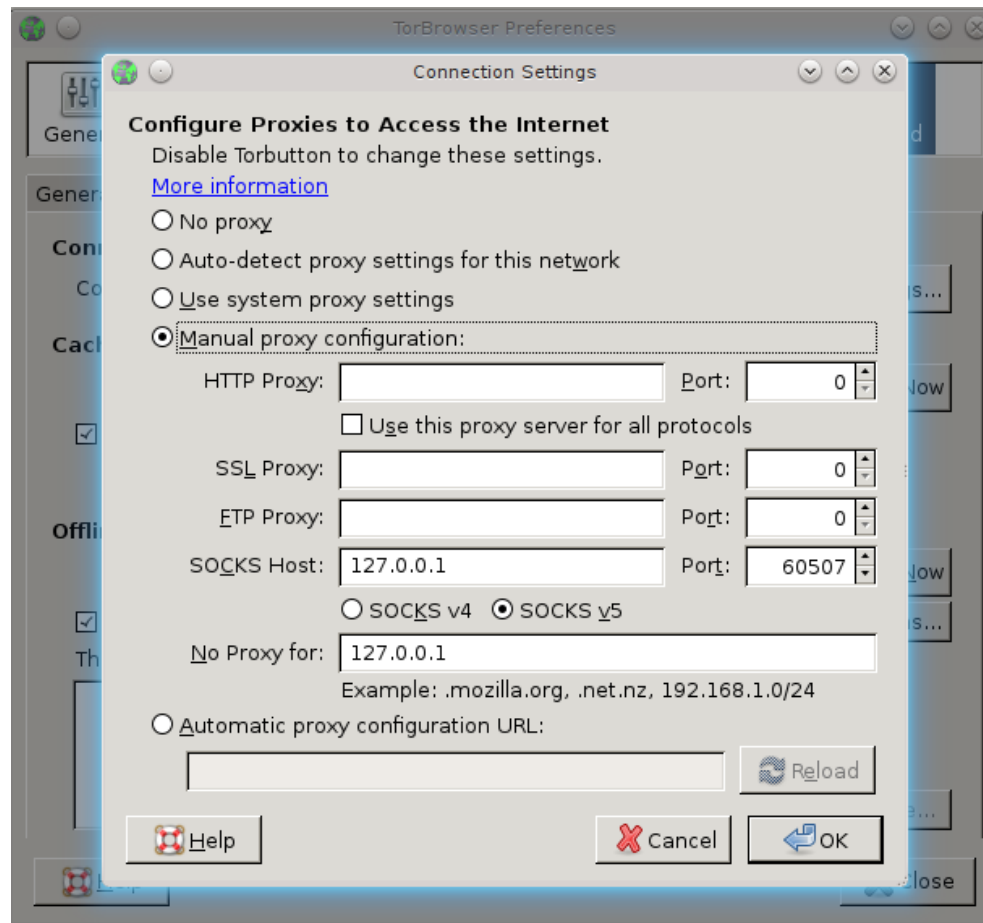 TorBrowser Preferences
Connection Settings
Configure Proxies to Access the Internet
Disable Torbutton to change these settings.
More information
No proxy
Auto-detect proxy settings for this network
Use system proxy settings
Manual proxy configuration:
HTTP Proxy: Port: 0
Use this proxy server for all protocols
SSL Proxy: Port: 0
FTP Proxy: Port: 0
SOCKS Host: 127.0.0.1 Port: 60507
SOCKS v4 SOCKS v5
No Proxy for: 127.0.0.1
Example: .mozilla.org, .net.nz, 192.168.1.0/24
Automatic proxy configuration URL:
Reload
Help Cancel OK